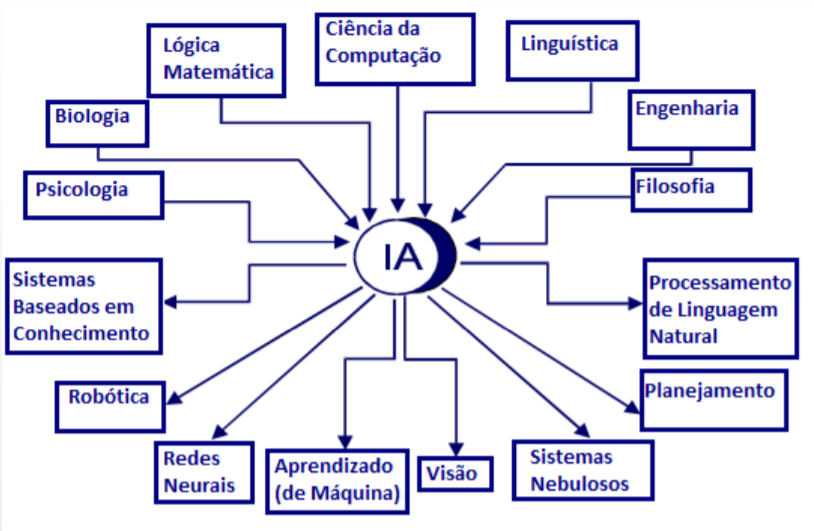 Ciência da
Computação
Lógica
Matemática
Linguística
Biologia
Engenharia
Psicologia
Filosofia
IA
Sistemas
Baseados em
Conhecimento
Processamento
de Linguagem
Natural
Robótica
Planejamento
Redes
Neurais
Aprendizado
(de Máquina)
Visão
Sistemas
Nebulosos